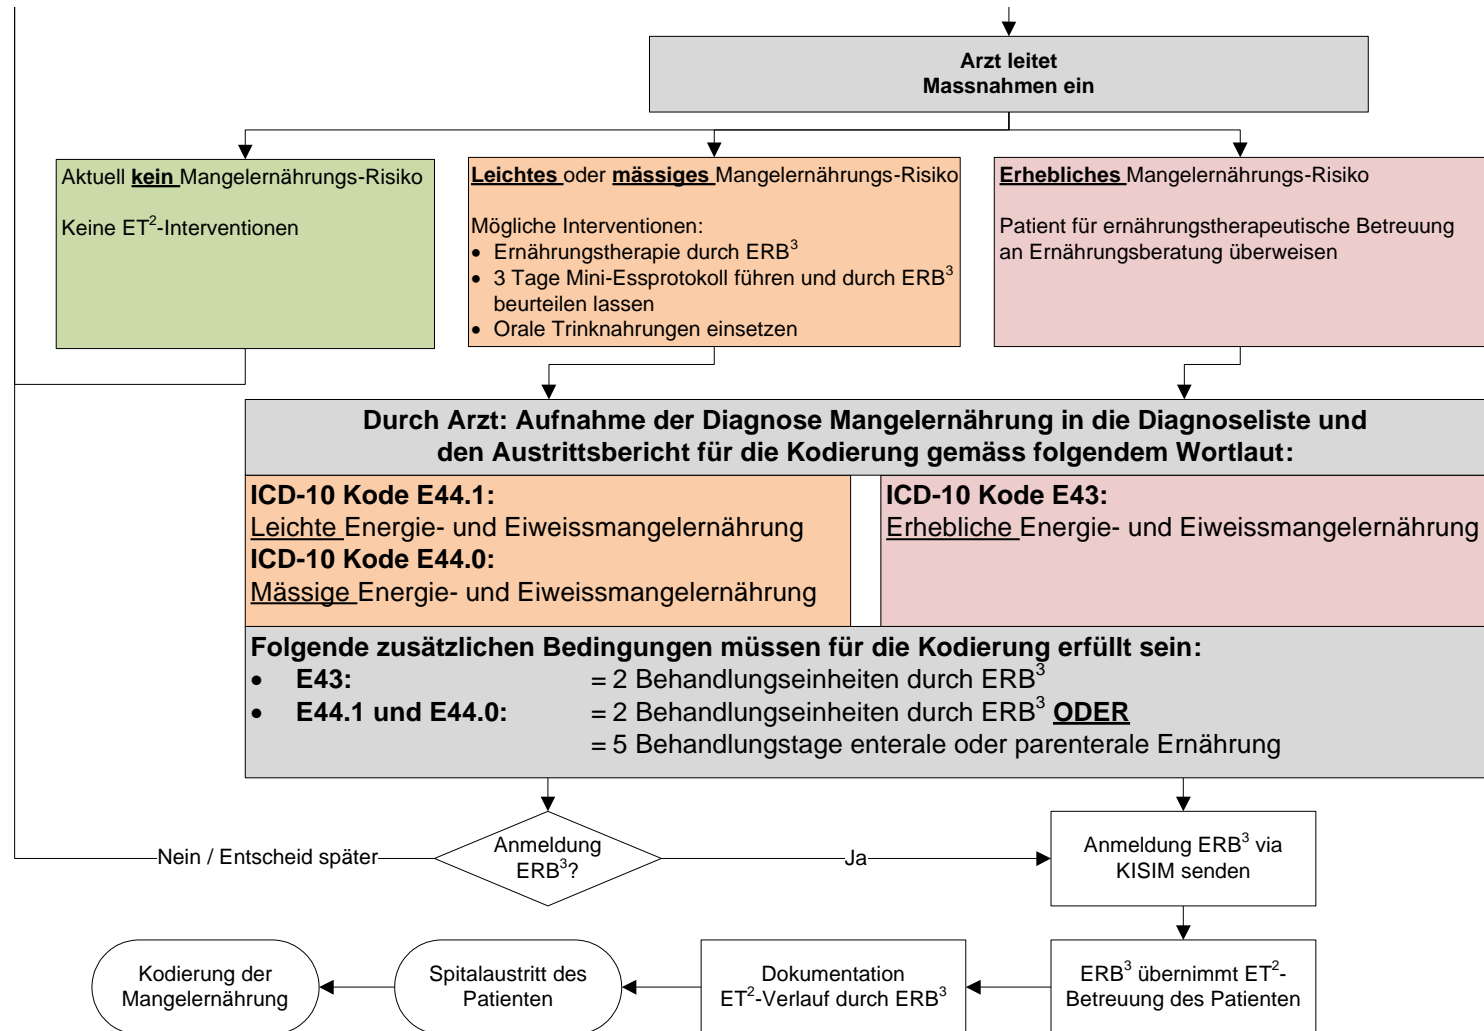 Arzt leitet
Massnahmen ein
Aktuell kein Mangelernährungs-Risiko
Keine ET²-Interventionen
Leichtes oder mässiges Mangelernährungs-Risiko
Mögliche Interventionen:
• Ernährungstherapie durch ERB³
• 3 Tage Mini-Essprotokoll führen und durch ERB³
beurteilen lassen
• Orale Trinknahrungen einsetzen
Erhebliches Mangelernährungs-Risiko
Patient für ernährungstherapeutische Betreuung
an Ernährungsberatung überweisen
Durch Arzt: Aufnahme der Diagnose Mangelernährung in die Diagnoseliste und
den Austrittsbericht für die Kodierung gemäss folgendem Wortlaut:
ICD-10 Kode E44.1:
Leichte Energie- und Eiweissmangelernährung
ICD-10 Kode E44.0:
Mässige Energie- und Eiweissmangelernährung
ICD-10 Kode E43:
Erhebliche Energie- und Eiweissmangelernährung
Folgende zusätzlichen Bedingungen müssen für die Kodierung erfüllt sein:
• E43: = 2 Behandlungseinheiten durch ERB³
• E44.1 und E44.0: = 2 Behandlungseinheiten durch ERB³ ODER
= 5 Behandlungstage enterale oder parenterale Ernährung
Nein / Entscheid später
Anmeldung
ERB³?
Ja
Anmeldung ERB³ via
KISIM senden
Kodierung der
Mangelernährung
Spitalaustritt des
Patienten
Dokumentation
ET²-Verlauf durch ERB³
ERB³ übernimmt ET²-
Betreuung des Patienten